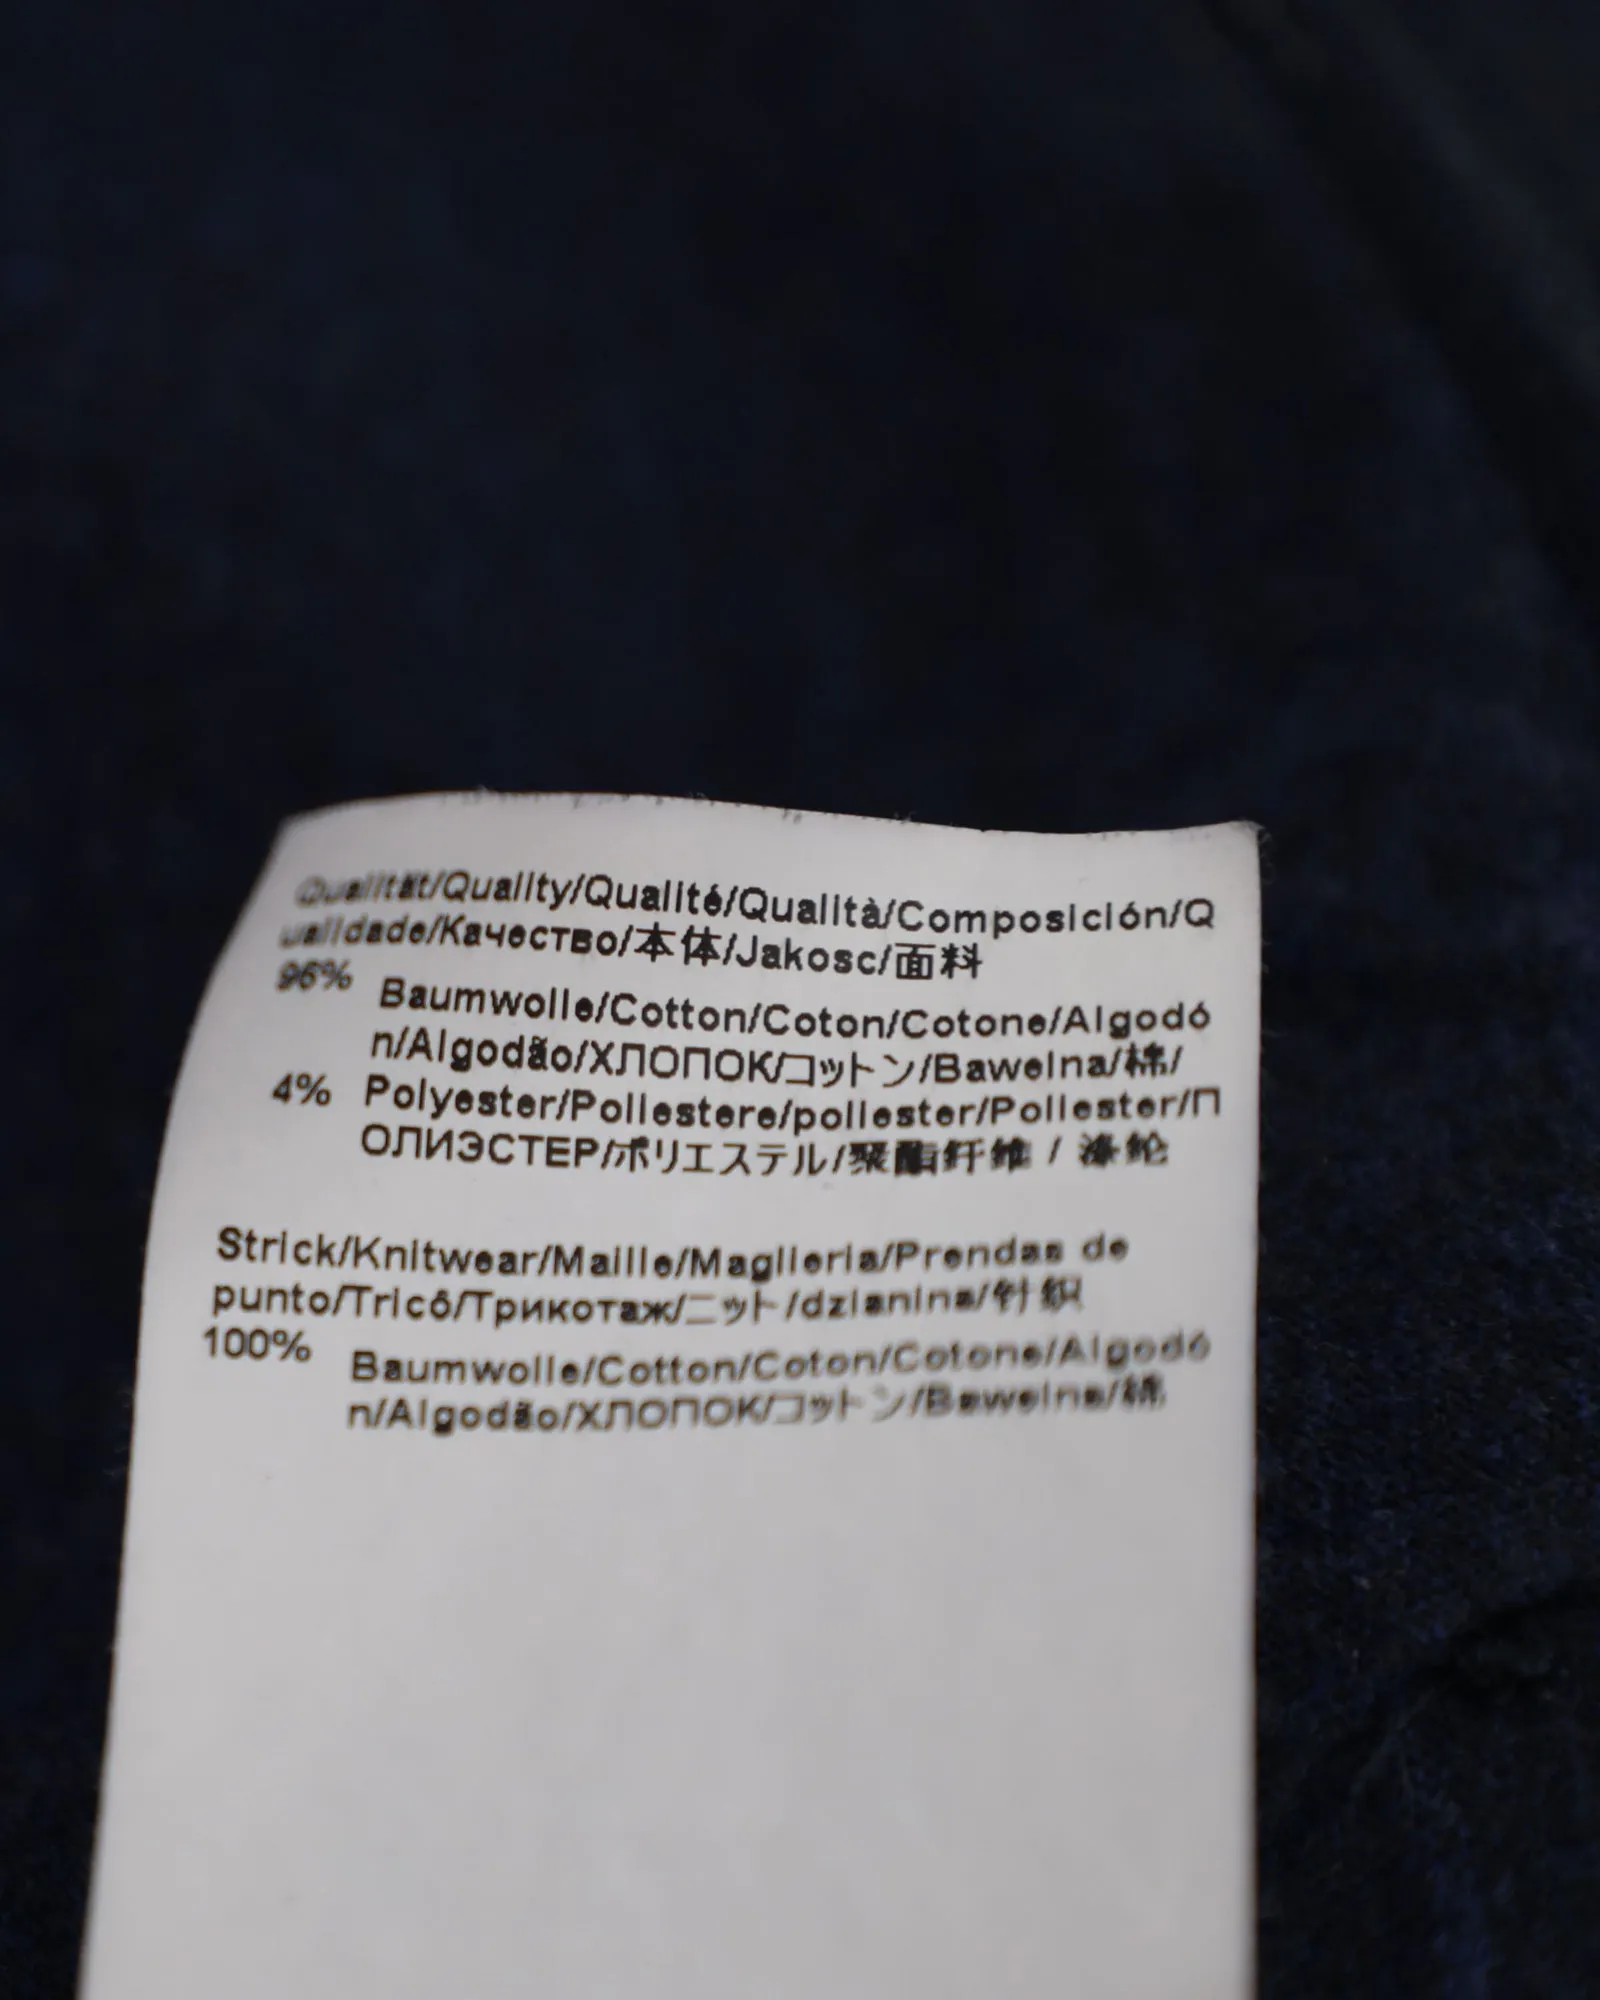 Qualität/Quality/Qualité/Qualità/Composición/Q
ualidade/Качество/本体/Jakosc/面料
96%
Baumwolle/Cotton/Coton/Cotone/Algodó
n/Algodão/ХЛОПОК/コットン/Bawelna/棉/
4% Polyester/Poliestere/poliester/Poliester/П
ОЛИЭСТЕР/ポリエステル/聚酯纤维 / 涤纶
Strick/Knitwear/Maille/Maglieria/Prendas de
punto/Tricô/Трикотаж/ニット/dzianina/针织
100%
Baumwolle/Cotton/Coton/Cotone/Algodó
n/Algodão/ХЛОПОК/コットン/Bawelna/棉